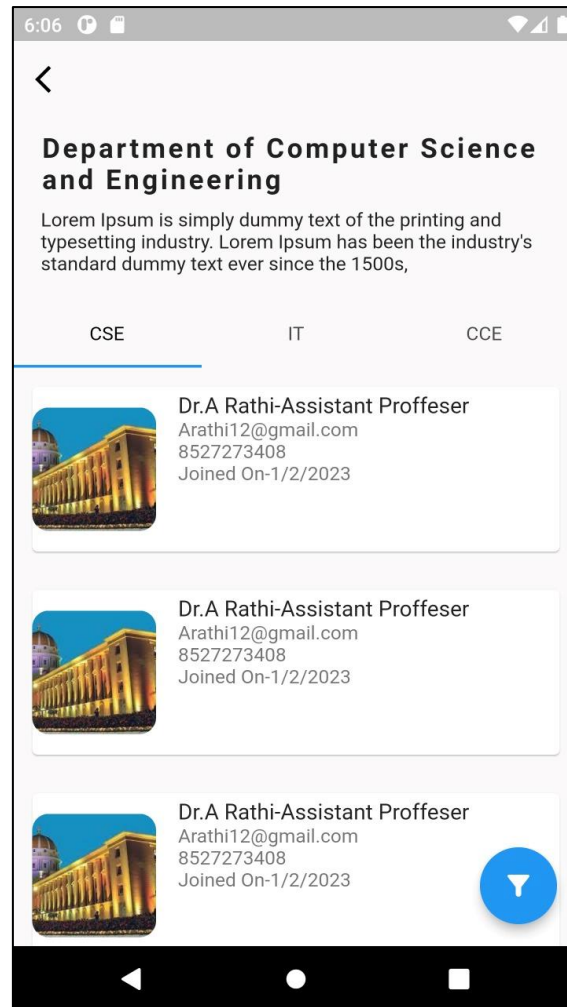 6:06
Department of Computer Science
and Engineering
Lorem Ipsum is simply dummy text of the printing and
typesetting industry. Lorem Ipsum has been the industry's
standard dummy text ever since the 1500s,
CSE IT CCE
Dr.A Rathi-Assistant Proffeser
Arathi12@gmail.com
8527273408
Joined On-1/2/2023
Dr.A Rathi-Assistant Proffeser
Arathi12@gmail.com
8527273408
Joined On-1/2/2023
Dr.A Rathi-Assistant Proffeser
Arathi12@gmail.com
8527273408
Joined On-1/2/2023